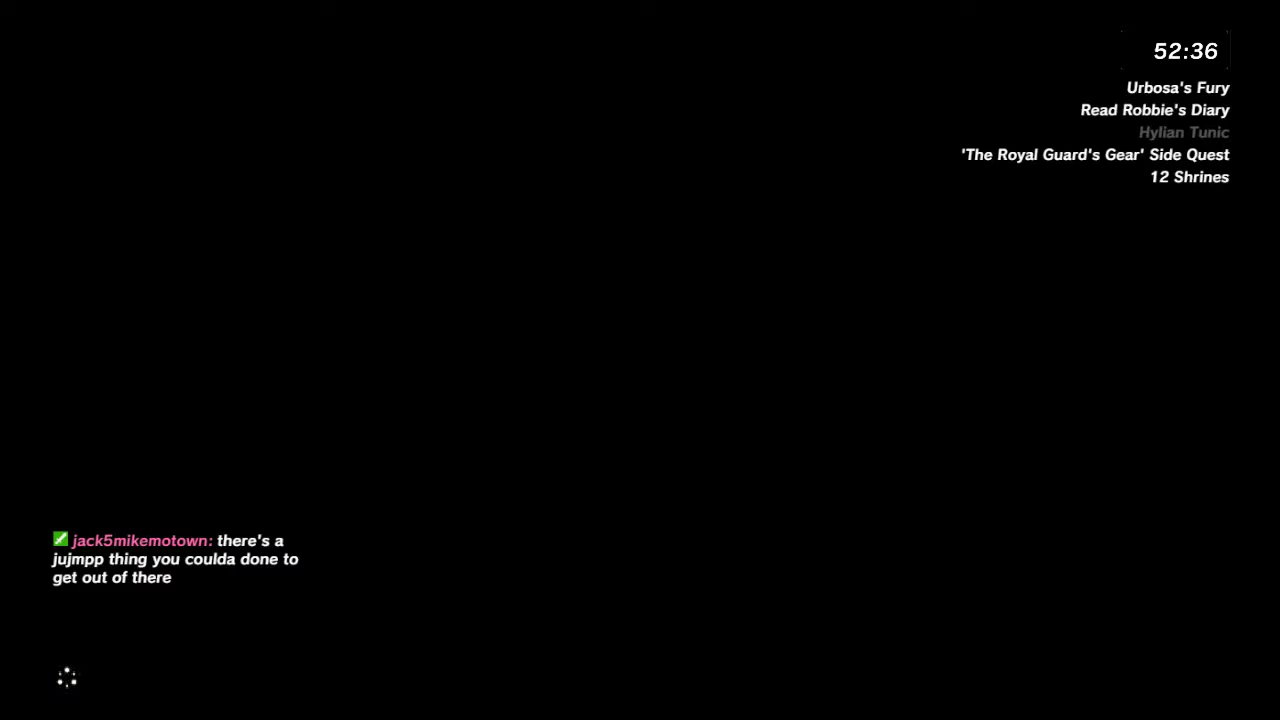 52:36
Urbosa's Fury
Read Robbie's Diary
Hylian Tunic
'The Royal Guard's Gear' Side Quest
12 Shrines
jack5mikemotown: there's a
jujmpp thing you coulda done to
get out of there